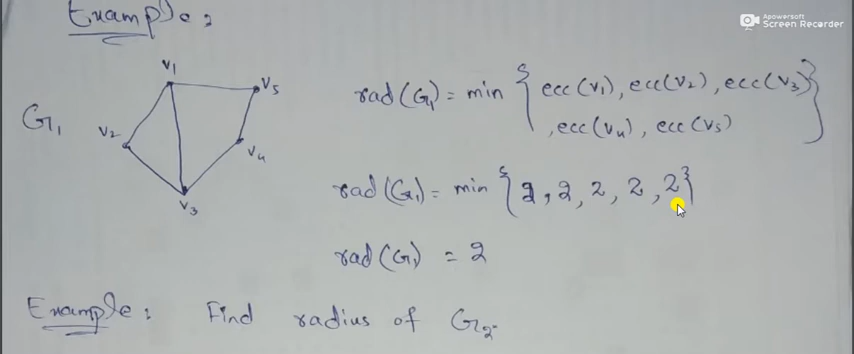 Example:
Apowersoft
Screen Recorder
G1
v1
v5
v2
v4
v3
rad(G1) = min { ecc(v1), ecc(v2), ecc(v3)
, ecc(v4), ecc(v5) }
rad(G1) = min { 2, 2, 2, 2, 2 }
rad(G1) = 2
Example: Find radius of G2